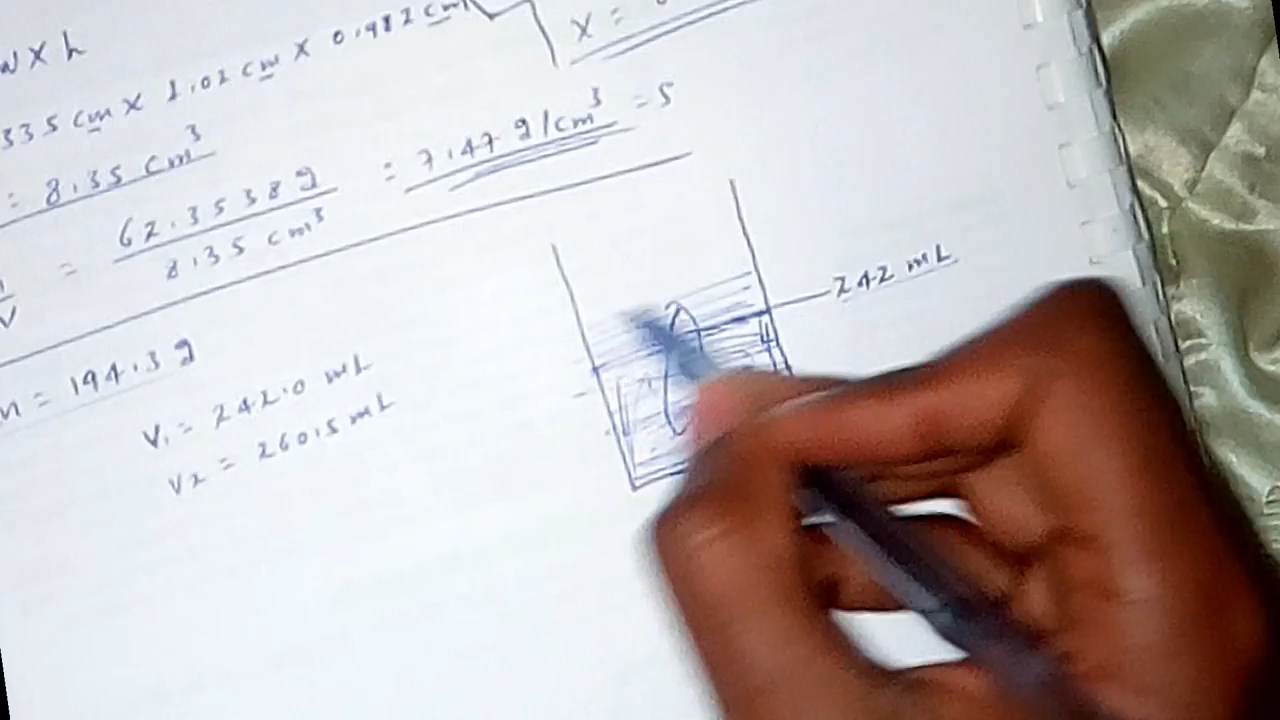 w x h
335 cm x 1.02 cm x 0.982 cm
x =
= 8.35 cm³
= 62.3538 g / 8.35 cm³ = 7.47 g/cm³ = 5
V
m = 194.3 g
V₁ = 242.0 mL
V₂ = 260.5 mL
242 mL